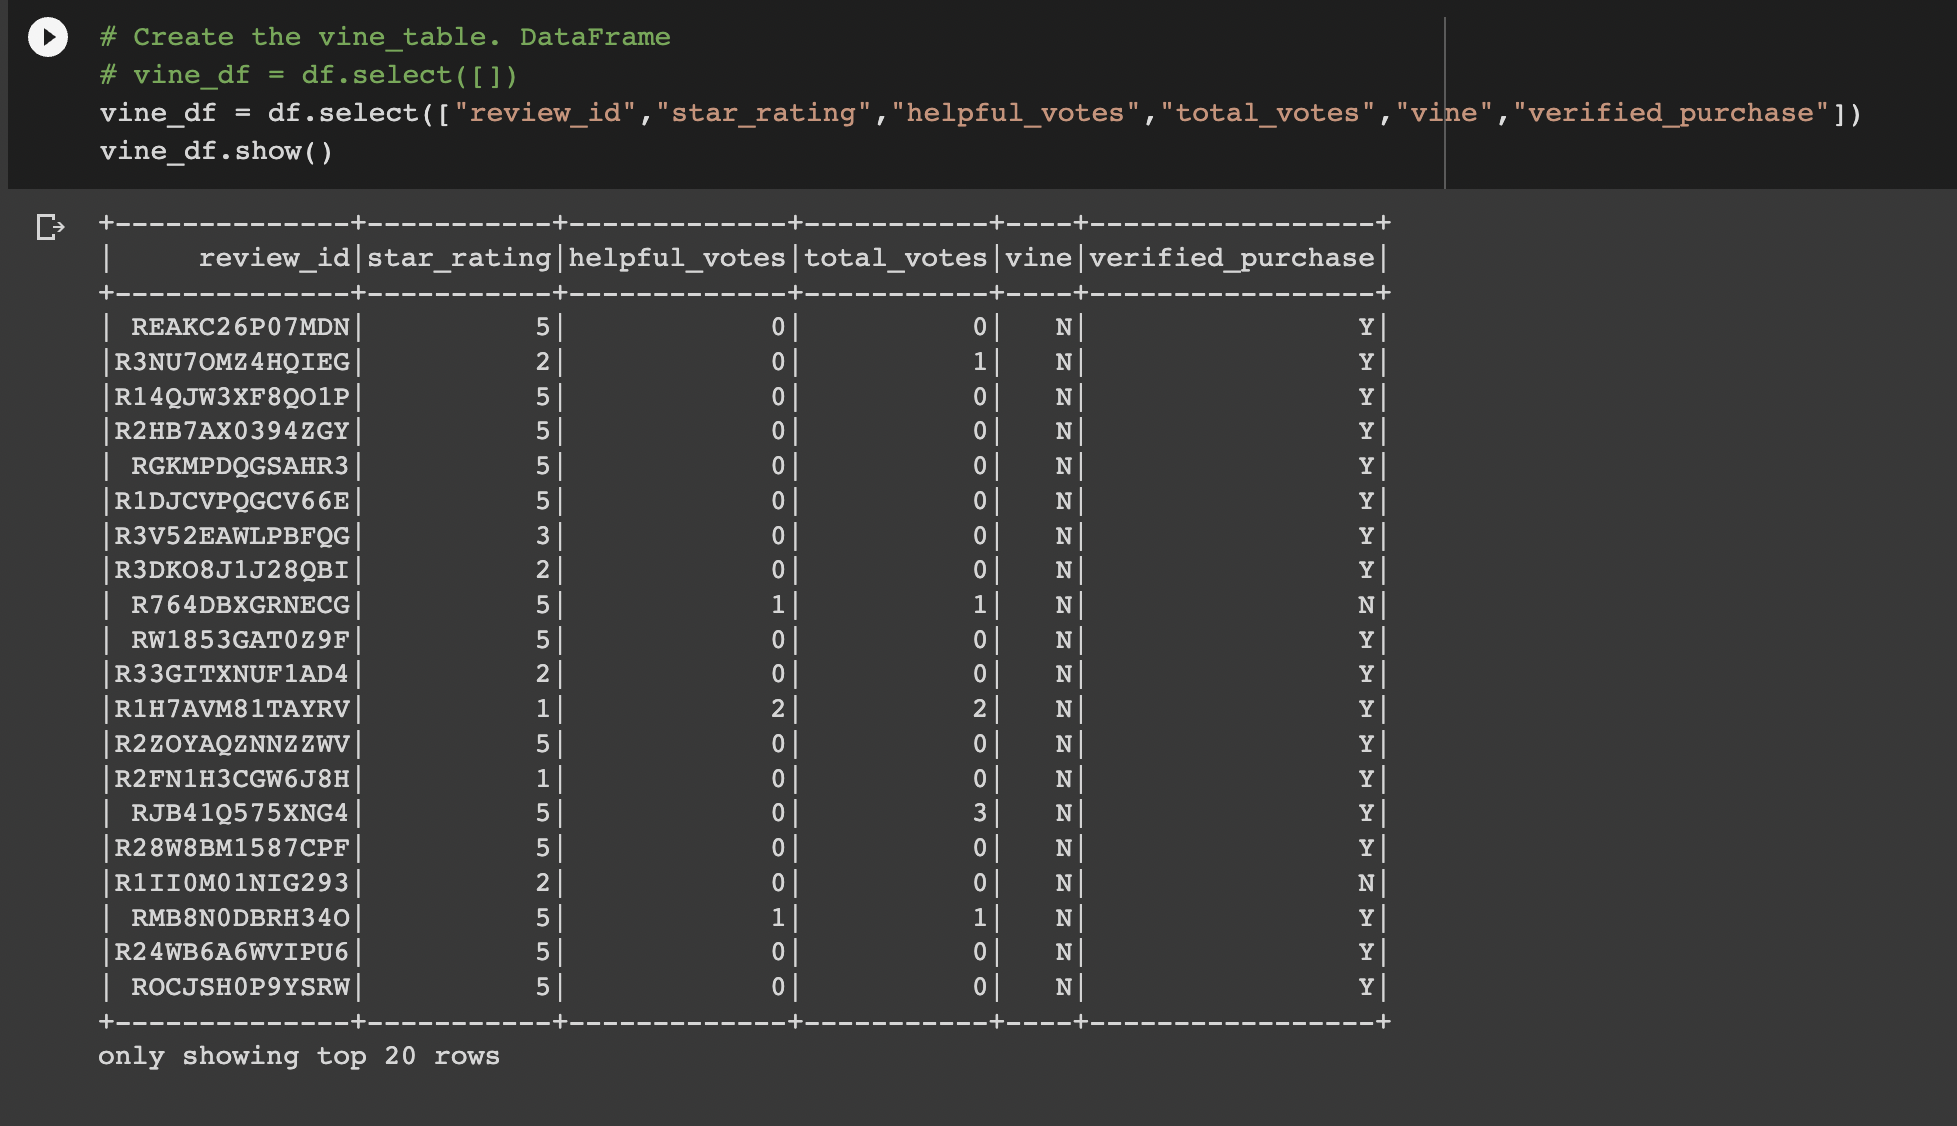 # Create the vine_table. DataFrame
# vine_df = df.select([])
vine_df = df.select(["review_id","star_rating","helpful_votes","total_votes","vine","verified_purchase"])
vine_df.show()
+--------------+-----------+-------------+-----------+----+-----------------+
|     review_id|star_rating|helpful_votes|total_votes|vine|verified_purchase|
+--------------+-----------+-------------+-----------+----+-----------------+
| REAKC26P07MDN|          5|            0|          0|   N|                Y|
|R3NU7OMZ4HQIEG|          2|            0|          1|   N|                Y|
|R14QJW3XF8QO1P|          5|            0|          0|   N|                Y|
|R2HB7AX0394ZGY|          5|            0|          0|   N|                Y|
| RGKMPDQGSAHR3|          5|            0|          0|   N|                Y|
|R1DJCVPQGCV66E|          5|            0|          0|   N|                Y|
|R3V52EAWLPBFQG|          3|            0|          0|   N|                Y|
|R3DKO8J1J28QBI|          2|            0|          0|   N|                Y|
| R764DBXGRNECG|          5|            1|          1|   N|                N|
| RW1853GAT0Z9F|          5|            0|          0|   N|                Y|
|R33GITXNUF1AD4|          2|            0|          0|   N|                Y|
|R1H7AVM81TAYRV|          1|            2|          2|   N|                Y|
|R2ZOYAQZNNZZWV|          5|            0|          0|   N|                Y|
|R2FN1H3CGW6J8H|          1|            0|          0|   N|                Y|
| RJB41Q575XNG4|          5|            0|          3|   N|                Y|
|R28W8BM1587CPF|          5|            0|          0|   N|                Y|
|R1II0M01NIG293|          2|            0|          0|   N|                N|
| RMB8N0DBRH34O|          5|            1|          1|   N|                Y|
|R24WB6A6WVIPU6|          5|            0|          0|   N|                Y|
| ROCJSH0P9YSRW|          5|            0|          0|   N|                Y|
+--------------+-----------+-------------+-----------+----+-----------------+
only showing top 20 rows